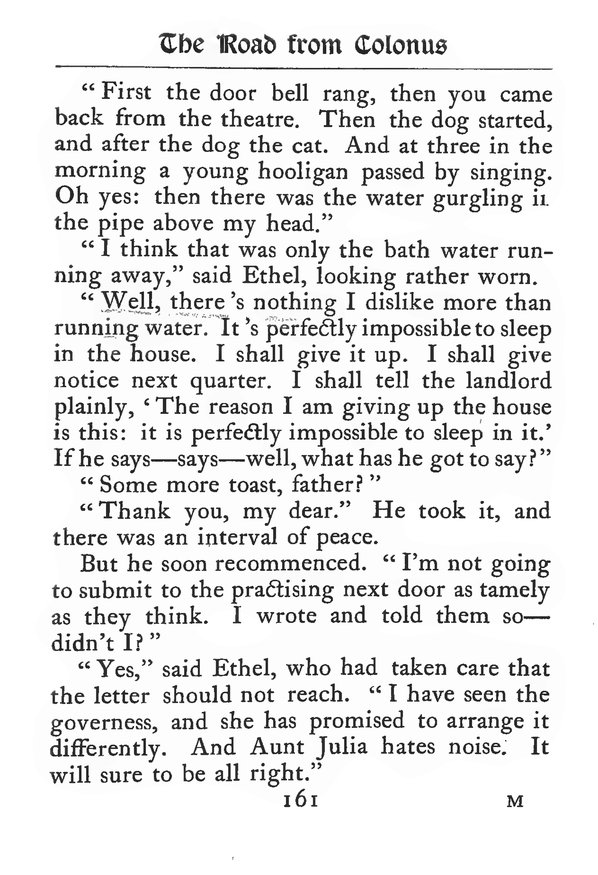 The Road from Colonus
“ First the door bell rang, then you came
back from the theatre. Then the dog started,
and after the dog the cat. And at three in the
morning a young hooligan passed by singing.
Oh yes: then there was the water gurgling in
the pipe above my head.”
“ I think that was only the bath water run-
ning away,” said Ethel, looking rather worn.
“ Well, there ’s nothing I dislike more than
running water. It ’s perfectly impossible to sleep
in the house. I shall give it up. I shall give
notice next quarter. I shall tell the landlord
plainly, ‘ The reason I am giving up the house
is this: it is perfectly impossible to sleep in it.’
If he says—says—well, what has he got to say?”
“ Some more toast, father? ”
“ Thank you, my dear.” He took it, and
there was an interval of peace.
But he soon recommenced. “ I’m not going
to submit to the practising next door as tamely
as they think. I wrote and told them so—
didn’t I? ”
“ Yes,” said Ethel, who had taken care that
the letter should not reach. “ I have seen the
governess, and she has promised to arrange it
differently. And Aunt Julia hates noise. It
will sure to be all right.”
161 M